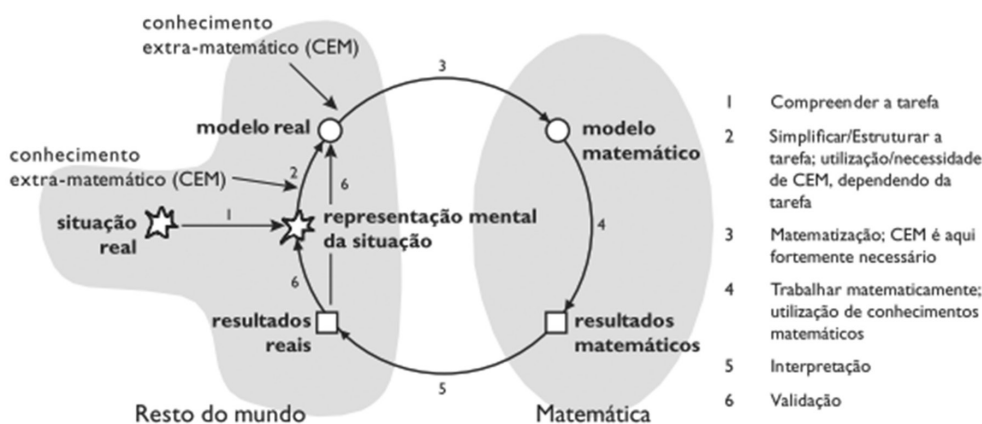 conhecimento
extra-matemático (CEM)
3
modelo real
modelo
matemático
conhecimento
extra-matemático (CEM)
2
6
situação
real
1
representação mental
da situação
4
6
resultados
reais
resultados
matemáticos
5
Resto do mundo
Matemática
1 Compreender a tarefa
2 Simplificar/Estruturar a
tarefa; utilização/necessidade
de CEM, dependendo da
tarefa
3 Matematização; CEM é aqui
fortemente necessário
4 Trabalhar matematicamente;
utilização de conhecimentos
matemáticos
5 Interpretação
6 Validação